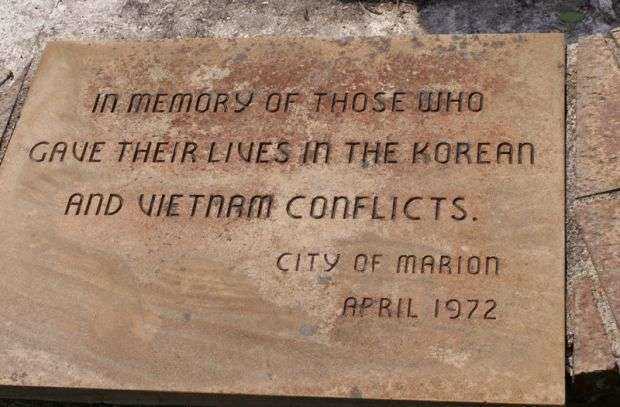 IN MEMORY OF THOSE WHO
GAVE THEIR LIVES IN THE KOREAN
AND VIETNAM CONFLICTS.
CITY OF MARION
APRIL 1972